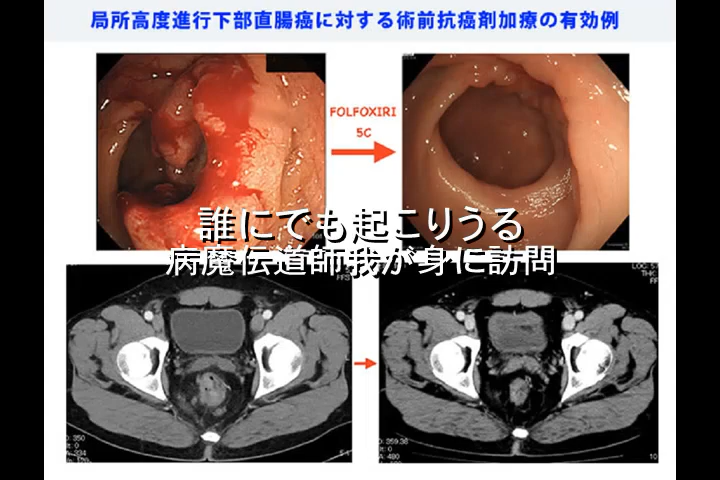 局所高度進行下部直腸癌に対する術前抗癌剤加療の有効例
FOLFOXIRI
5C
誰にでも起こりうる
病魔伝道師我が身に訪問